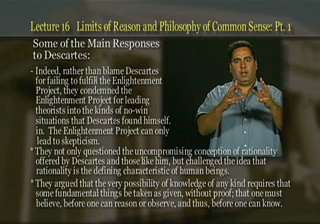 Lecture 16 Limits of Reason and Philosophy of Common Sense: Pt. 1
Some of the Main Responses
to Descartes:
- Indeed, rather than blame Descartes
for failing to fulfill the Enlightenment
Project, they condemned the
Enlightenment Project for leading
theorists into the kinds of no-win
situations that Descartes found himself.
in. The Enlightenment Project can only
lead to skepticism.
* They not only questioned the uncompromising conception of rationality
offered by Descartes and those like him, but challenged the idea that
rationality is the defining characteristic of human beings.
* They argued that the very possibility of knowledge of any kind requires that
some fundamental things be taken as given, without proof; that one must
believe, before one can reason or observe, and thus, before one can know.